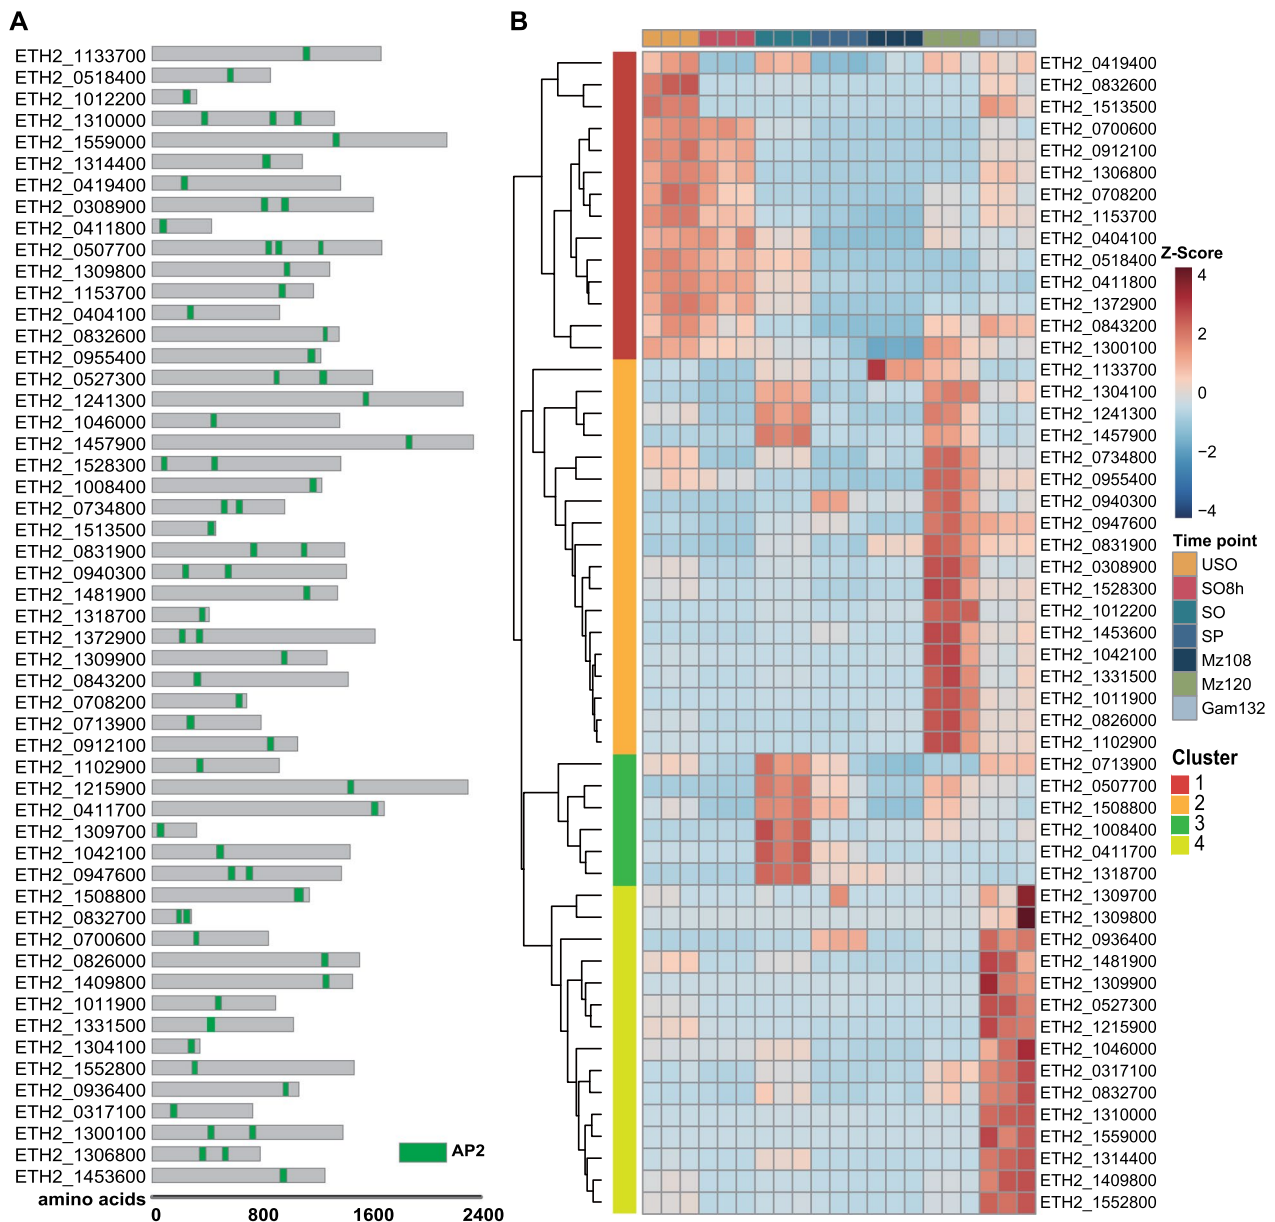 A
ETH2_1133700
ETH2_0518400
ETH2_1012200
ETH2_1310000
ETH2_1559000
ETH2_1314400
ETH2_0419400
ETH2_0308900
ETH2_0411800
ETH2_0507700
ETH2_1309800
ETH2_1153700
ETH2_0404100
ETH2_0832600
ETH2_0955400
ETH2_0527300
ETH2_1241300
ETH2_1046000
ETH2_1457900
ETH2_1528300
ETH2_1008400
ETH2_0734800
ETH2_1513500
ETH2_0831900
ETH2_0940300
ETH2_1481900
ETH2_1318700
ETH2_1372900
ETH2_1309900
ETH2_0843200
ETH2_0708200
ETH2_0713900
ETH2_0912100
ETH2_1102900
ETH2_1215900
ETH2_0411700
ETH2_1309700
ETH2_1042100
ETH2_0947600
ETH2_1508800
ETH2_0832700
ETH2_0700600
ETH2_0826000
ETH2_1409800
ETH2_1011900
ETH2_1331500
ETH2_1304100
ETH2_1552800
ETH2_0936400
ETH2_0317100
ETH2_1300100
ETH2_1306800
ETH2_1453600
AP2
amino acids
0 800 1600 2400
B
ETH2_0419400
ETH2_0832600
ETH2_1513500
ETH2_0700600
ETH2_0912100
ETH2_1306800
ETH2_0708200
ETH2_1153700
ETH2_0404100
ETH2_0518400
ETH2_0411800
ETH2_1372900
ETH2_0843200
ETH2_1300100
ETH2_1133700
ETH2_1304100
ETH2_1241300
ETH2_1457900
ETH2_0734800
ETH2_0955400
ETH2_0940300
ETH2_0947600
ETH2_0831900
ETH2_0308900
ETH2_1528300
ETH2_1012200
ETH2_1453600
ETH2_1042100
ETH2_1331500
ETH2_1011900
ETH2_0826000
ETH2_1102900
ETH2_0713900
ETH2_0507700
ETH2_1508800
ETH2_1008400
ETH2_0411700
ETH2_1318700
ETH2_1309700
ETH2_1309800
ETH2_0936400
ETH2_1481900
ETH2_1309900
ETH2_0527300
ETH2_1215900
ETH2_1046000
ETH2_0317100
ETH2_0832700
ETH2_1310000
ETH2_1559000
ETH2_1314400
ETH2_1409800
ETH2_1552800
Z-Score
4
2
0
−2
−4
Time point
USO
SO8h
SO
SP
Mz108
Mz120
Gam132
Cluster
1
2
3
4